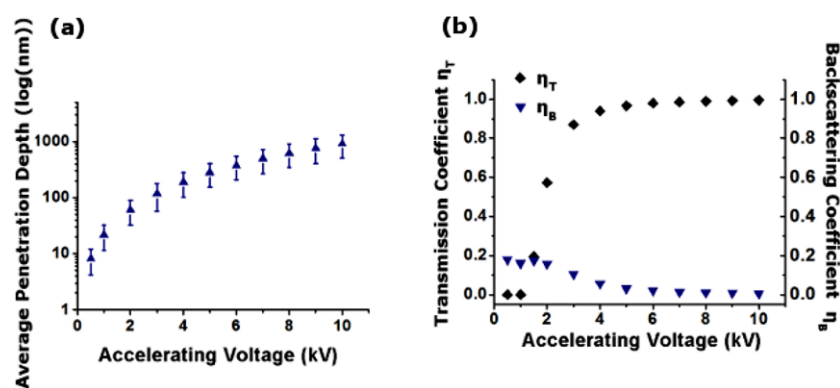 (a)
Average Penetration Depth (log(nm))
1000
100
10
1
0 2 4 6 8 10
Accelerating Voltage (kV)
(b)
Transmission Coefficient ηT
1.0
0.8
0.6
0.4
0.2
0.0
ηT
ηB
1.0
0.8
0.6
0.4
0.2
0.0
Backscattering Coefficient ηB
0 2 4 6 8 10
Accelerating Voltage (kV)